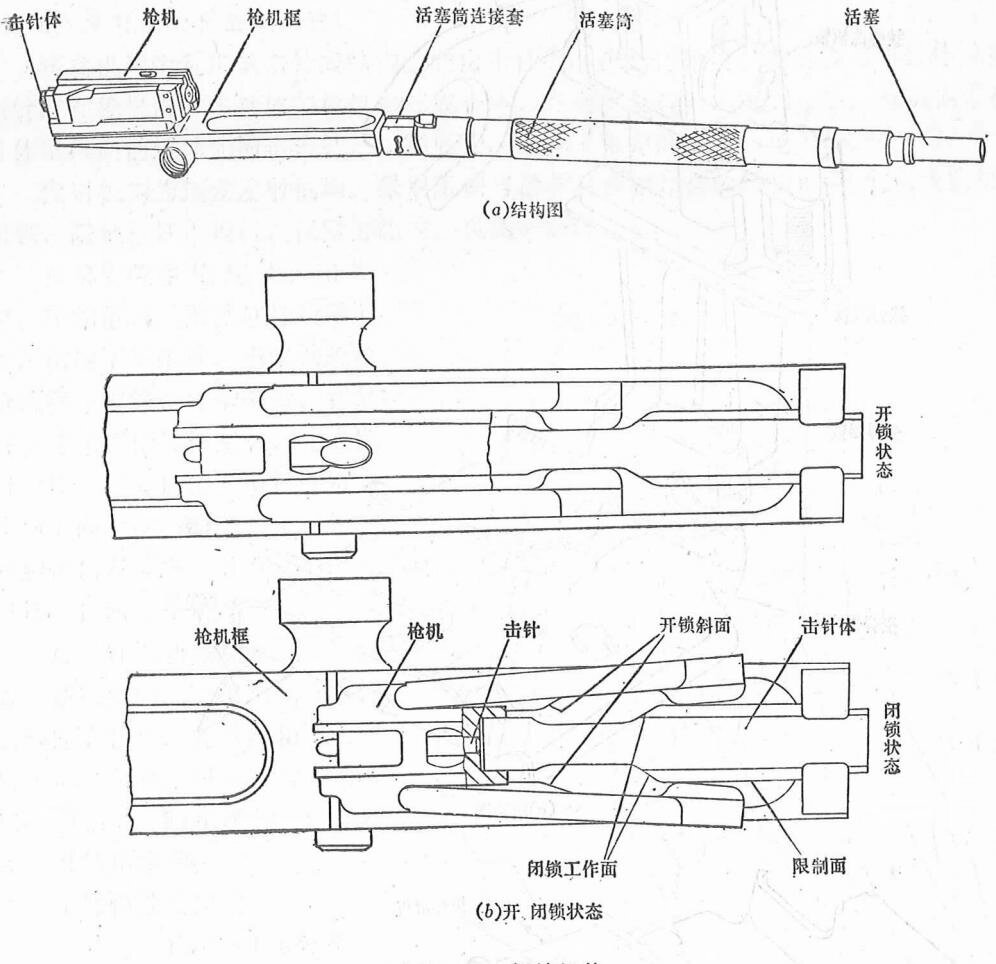 击针体 枪机 枪机框 活塞筒连接套 活塞筒 活塞
(a)结构图
开锁状态
枪机框 枪机 击针 开锁斜面 击针体
闭锁状态
闭锁工作面 限制面
(b)开、闭锁状态